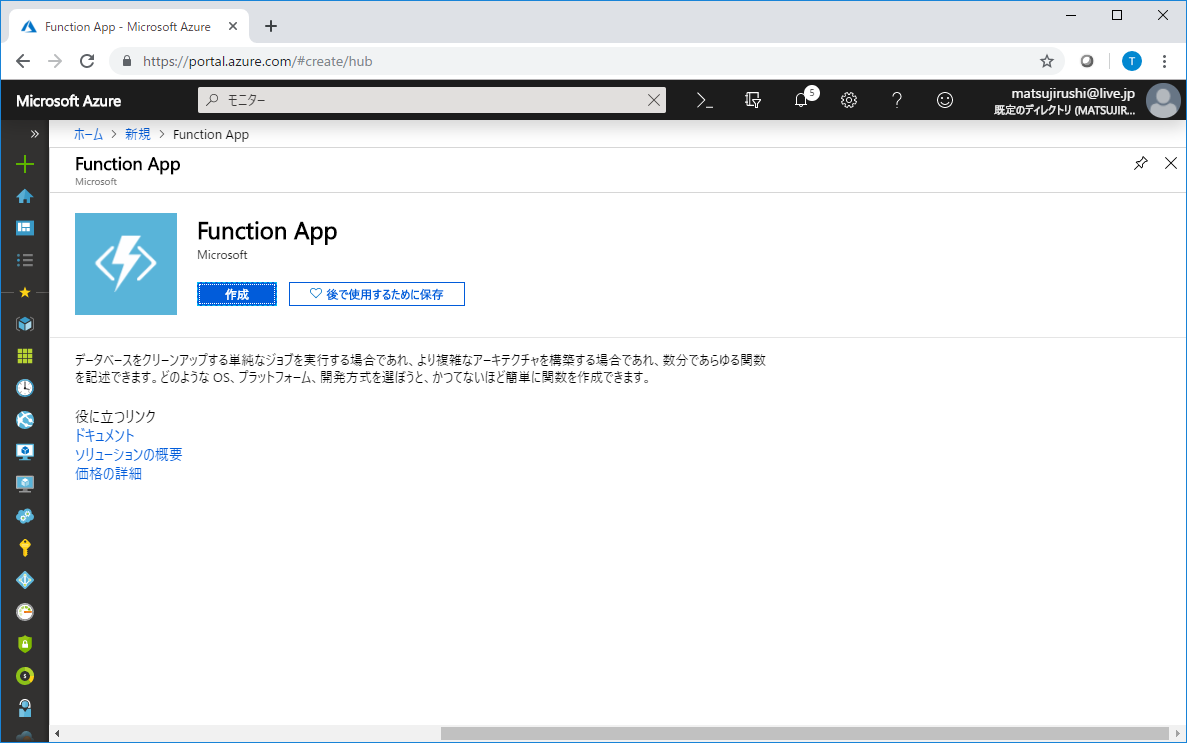 Function App - Microsoft Azure
https://portal.azure.com/#create/hub
T
Microsoft Azure
モニター
5
matsujirushi@live.jp
既定のディレクトリ (MATSUJIR...
ホーム > 新規 > Function App
Function App
Microsoft
Function App
Microsoft
作成
後で使用するために保存
データベースをクリーンアップする単純なジョブを実行する場合であれ、より複雑なアーキテクチャを構築する場合であれ、数分であらゆる関数
を記述できます。どのような OS、プラットフォーム、開発方式を選ぼうと、かつてないほど簡単に関数を作成できます。
役に立つリンク
ドキュメント
ソリューションの概要
価格の詳細